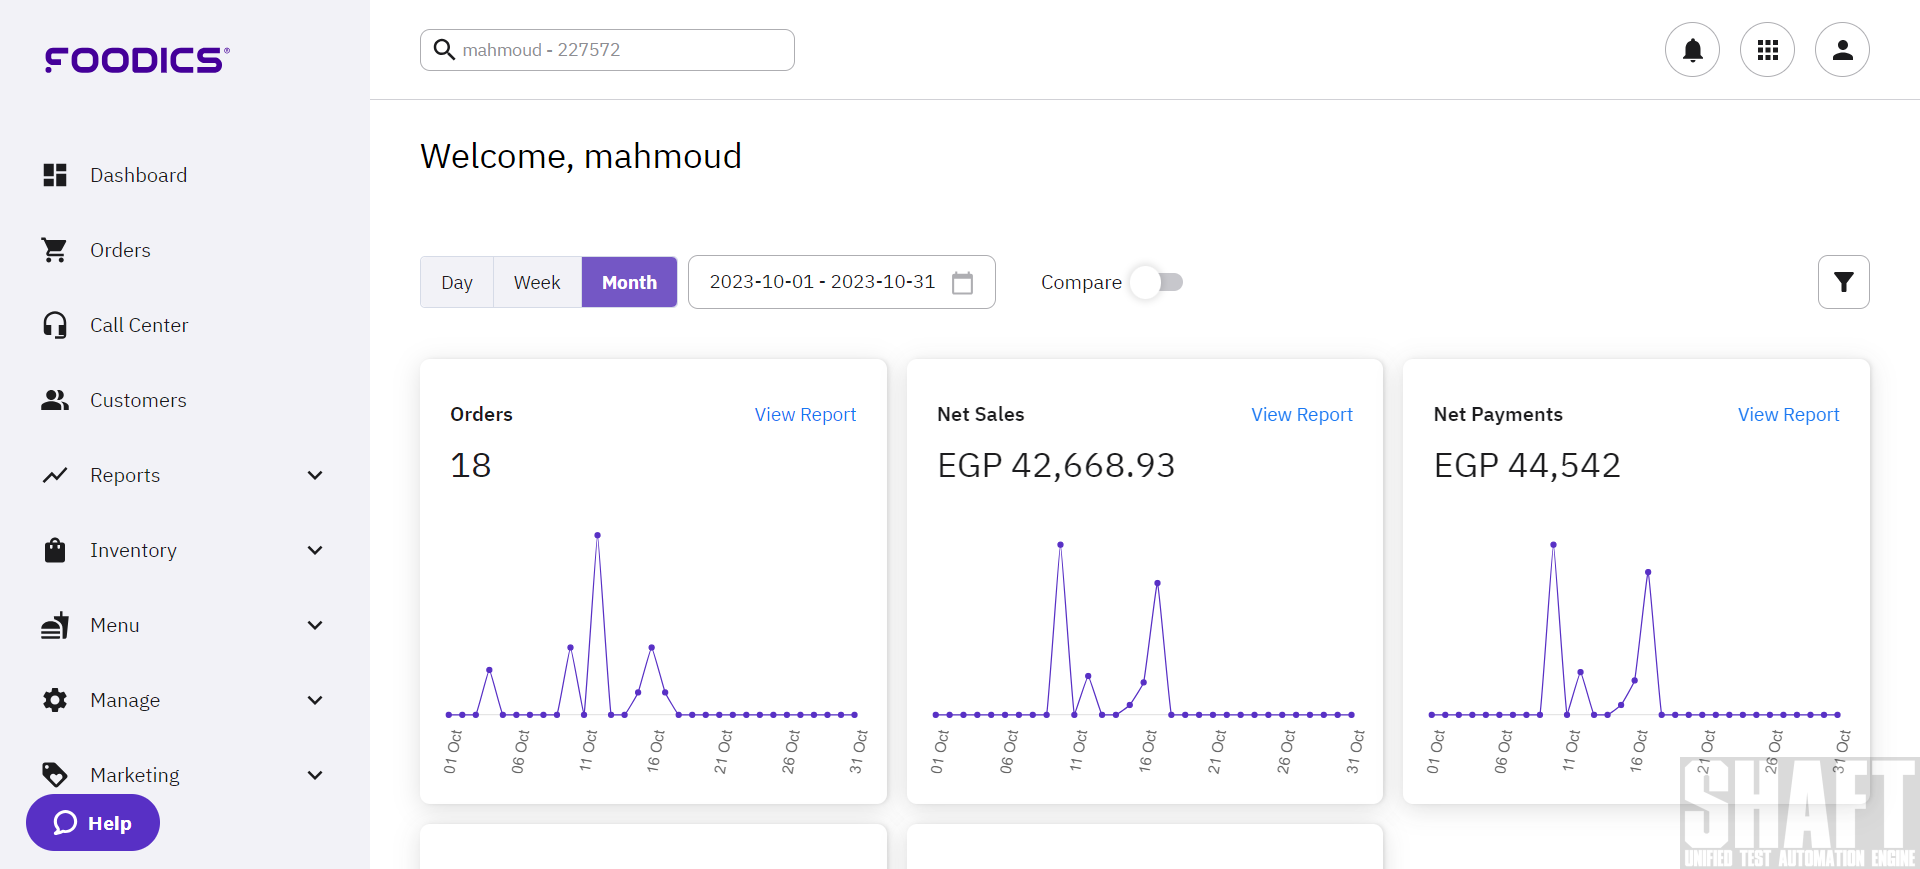 FOODICS®
mahmoud - 227572
Dashboard
Orders
Call Center
Customers
Reports
Inventory
Menu
Manage
Marketing
Help
Welcome, mahmoud
Day Week Month 2023-10-01 - 2023-10-31 Compare
Orders View Report
18
01 Oct 06 Oct 11 Oct 16 Oct 21 Oct 26 Oct 31 Oct
Net Sales View Report
EGP 42,668.93
01 Oct 06 Oct 11 Oct 16 Oct 21 Oct 26 Oct 31 Oct
Net Payments View Report
EGP 44,542
01 Oct 06 Oct 11 Oct 16 Oct 21 Oct 26 Oct 31 Oct
SHAFT
UNIFIED TEST AUTOMATION ENGINE